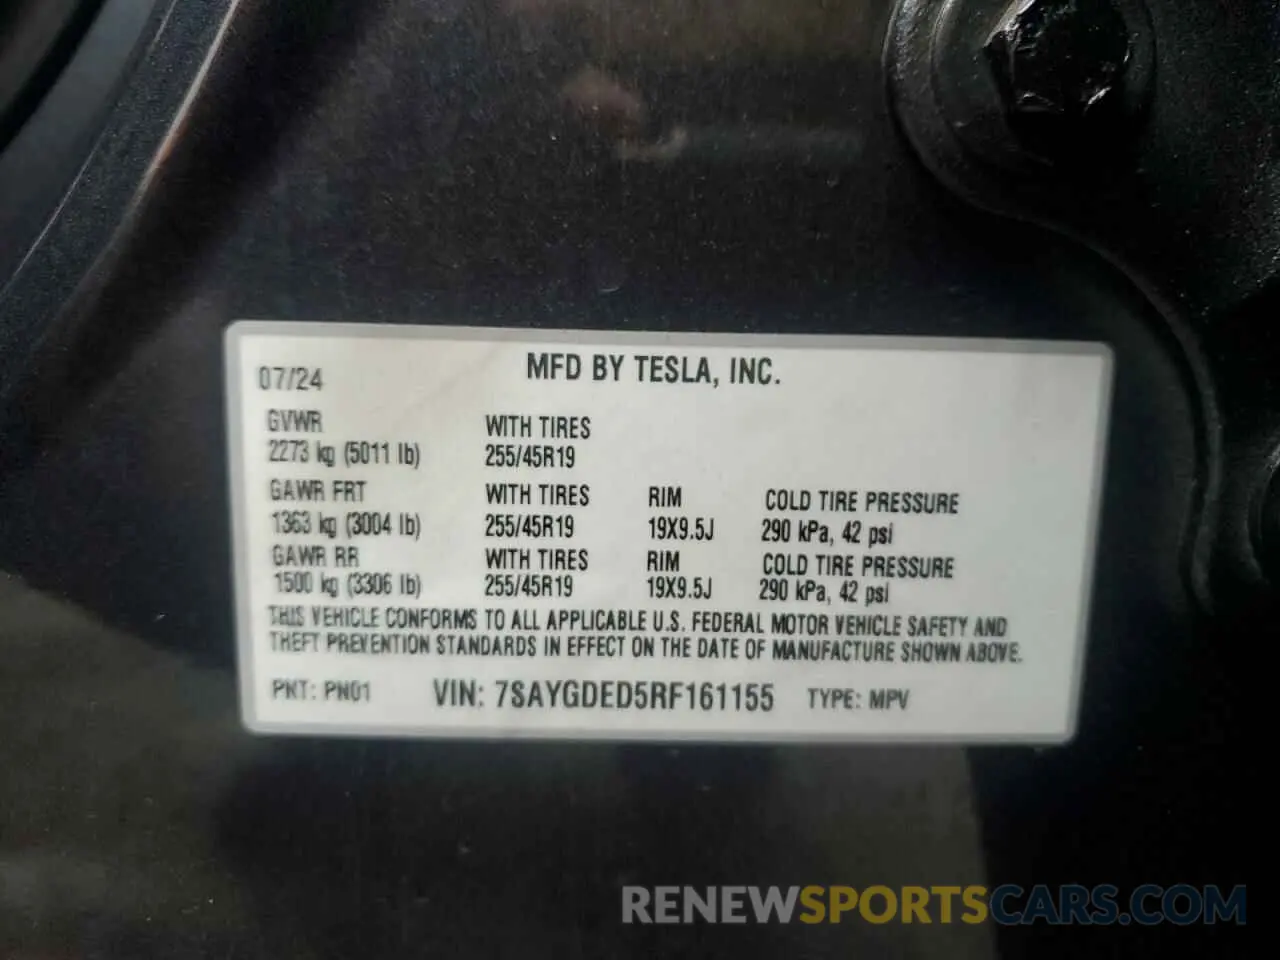 07/24 MFD BY TESLA, INC.
GVWR WITH TIRES
2273 kg (5011 lb) 255/45R19
GAWR FRT WITH TIRES RIM COLD TIRE PRESSURE
1363 kg (3004 lb) 255/45R19 19X9.5J 290 kPa, 42 psi
GAWR RR WITH TIRES RIM COLD TIRE PRESSURE
1500 kg (3306 lb) 255/45R19 19X9.5J 290 kPa, 42 psi
THIS VEHICLE CONFORMS TO ALL APPLICABLE U.S. FEDERAL MOTOR VEHICLE SAFETY AND
THEFT PREVENTION STANDARDS IN EFFECT ON THE DATE OF MANUFACTURE SHOWN ABOVE.
PNT: PN01 VIN: 7SAYGDED5RF161155 TYPE: MPV
RENEWSPORTSCARS.COM